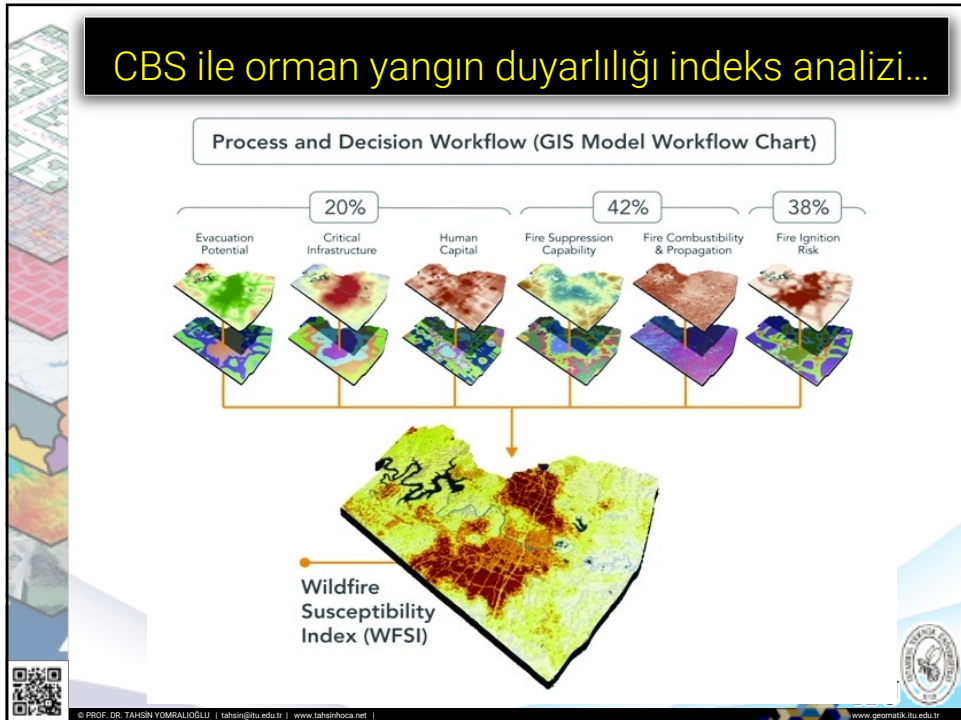 CBS ile orman yangın duyarlılığı indeks analizi...
Process and Decision Workflow (GIS Model Workflow Chart)
20%
42%
38%
Evacuation
Potential
Critical
Infrastructure
Human
Capital
Fire Suppression
Capability
Fire Combustibility
& Propagation
Fire Ignition
Risk
Wildfire
Susceptibility
Index (WFSI)
© PROF. DR. TAHSİN YOMRALIOĞLU | tahsin@itu.edu.tr | www.tahsinhoca.net |
www.geomatik.itu.edu.tr